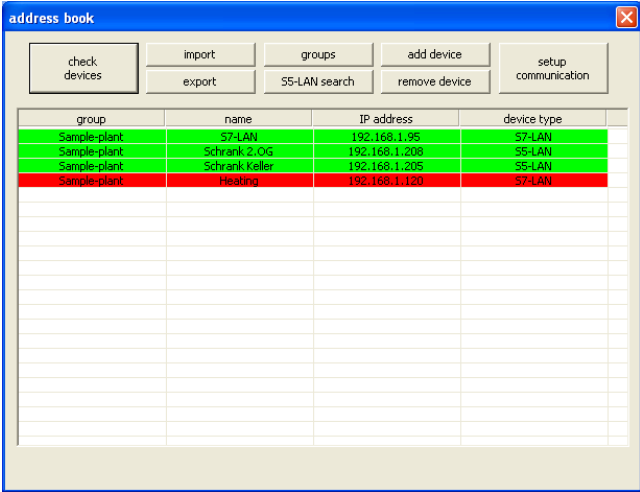 address book
check
devices
import
groups
add device
setup
communication
export
S5-LAN search
remove device
group name IP address device type
Sample-plant S7-LAN 192.168.1.95 S7-LAN
Sample-plant Schrank 2.OG 192.168.1.208 S5-LAN
Sample-plant Schrank Keller 192.168.1.205 S5-LAN
Sample-plant Heating 192.168.1.120 S7-LAN